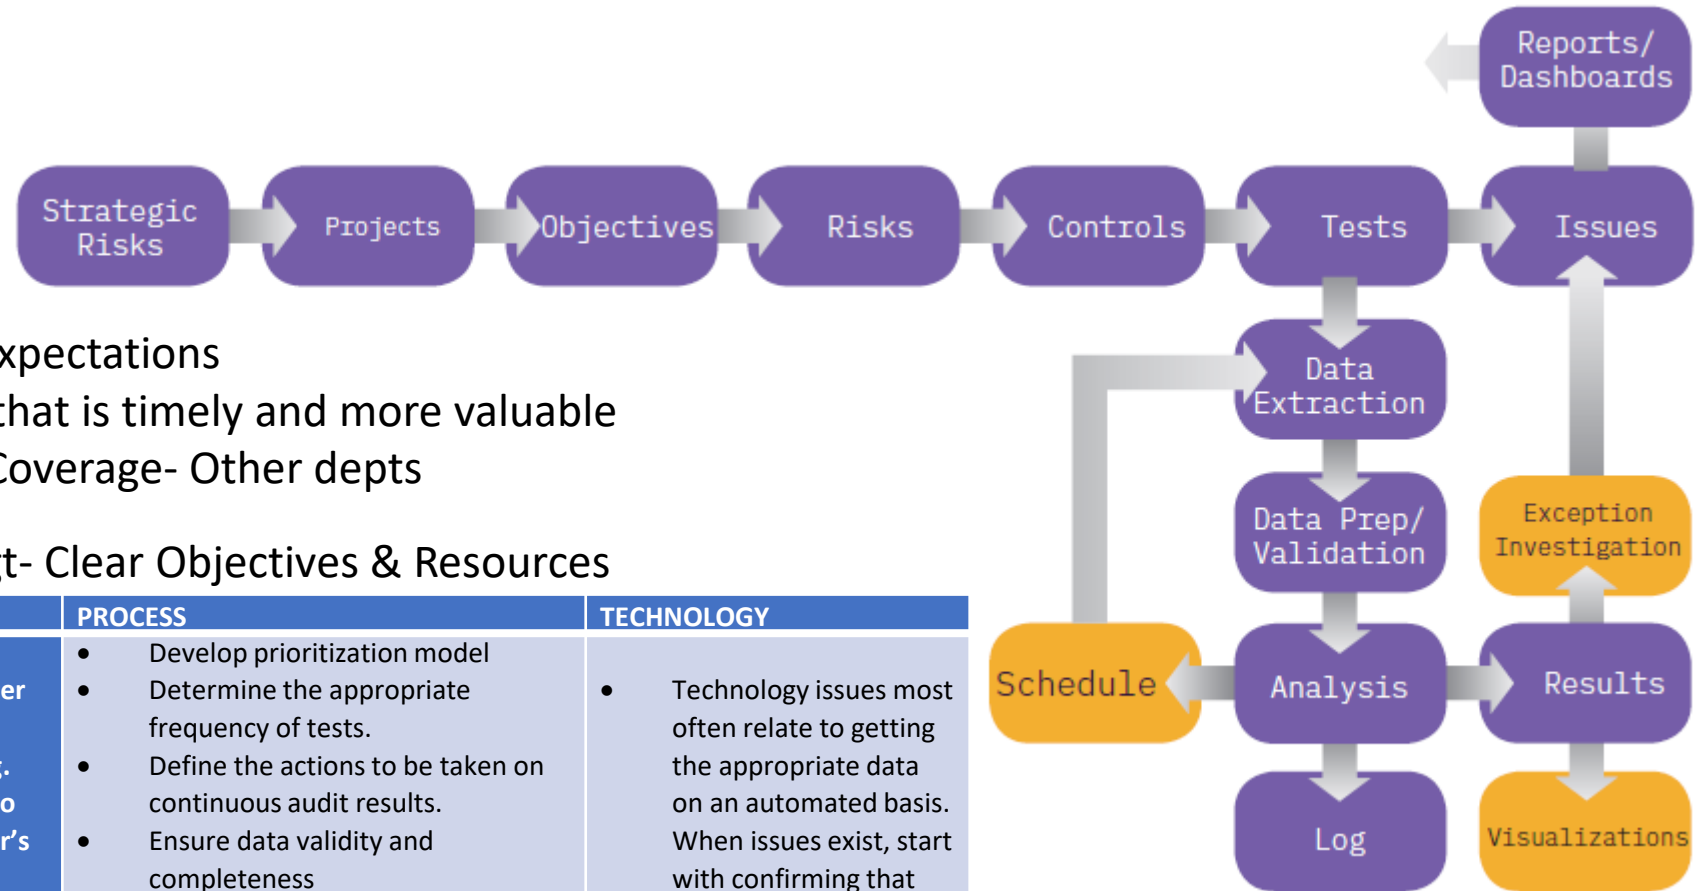 Reports/
Dashboards
Strategic
Risks
Projects
Objectives
Risks
Controls
Tests
Issues
xpectations
that is timely and more valuable
Coverage- Other depts
gt- Clear Objectives & Resources
Data
Extraction
Data Prep/
Validation
Exception
Investigation
Schedule
Analysis
Results
Log
Visualizations
PROCESS
TECHNOLOGY
er
g.
o
r’s
• Develop prioritization model
• Determine the appropriate
frequency of tests.
• Define the actions to be taken on
continuous audit results.
• Ensure data validity and
completeness
• Technology issues most
often relate to getting
the appropriate data
on an automated basis.
When issues exist, start
with confirming that